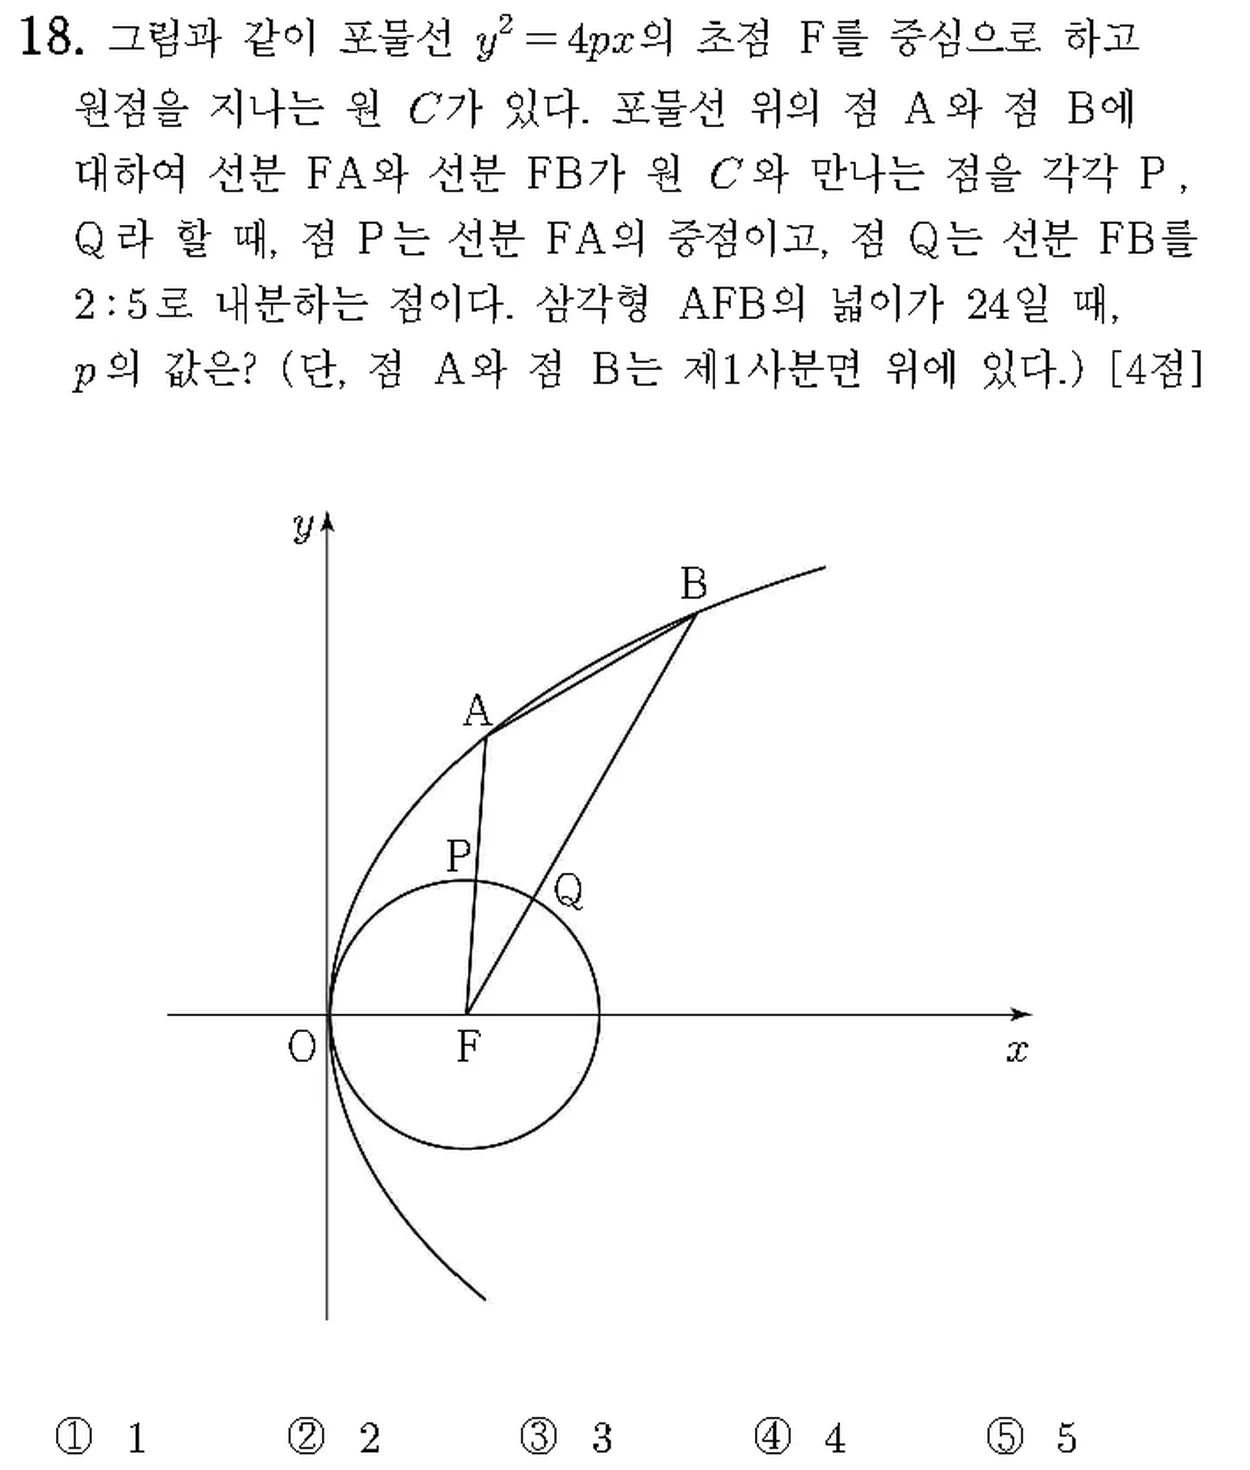 18. 그림과 같이 포물선 y² = 4px의 초점 F를 중심으로 하고
원점을 지나는 원 C가 있다. 포물선 위의 점 A와 점 B에
대하여 선분 FA와 선분 FB가 원 C와 만나는 점을 각각 P,
Q라 할 때, 점 P는 선분 FA의 중점이고, 점 Q는 선분 FB를
2:5로 내분하는 점이다. 삼각형 AFB의 넓이가 24일 때,
p의 값은? (단, 점 A와 점 B는 제1사분면 위에 있다.) [4점]
y
B
A
P
Q
O
F
x
① 1 ② 2 ③ 3 ④ 4 ⑤ 5